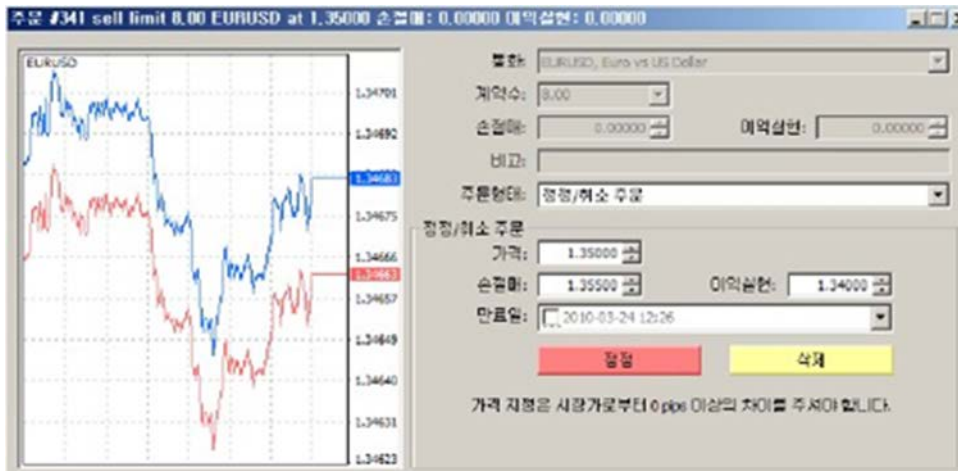 주문 #341 sell limit 8.00 EURUSD at 1.35000 손절매: 0.00000 이익실현: 0.00000
EURUSD
1.34701
1.34692
1.34683
1.34675
1.34666
1.34663
1.34657
1.34649
1.34640
1.34631
1.34623
통화: EURUSD, Euro vs US Dollar
계약수: 8.00
손절매: 0.00000 이익실현: 0.00000
비고:
주문형태: 정정/취소 주문
정정/취소 주문
가격: 1.35000
손절매: 1.35500 이익실현: 1.34000
만료일: 2010-03-24 12:26
정정 삭제
가격 지정은 시장가로부터 0 pips 이상의 차이를 주셔야 합니다.